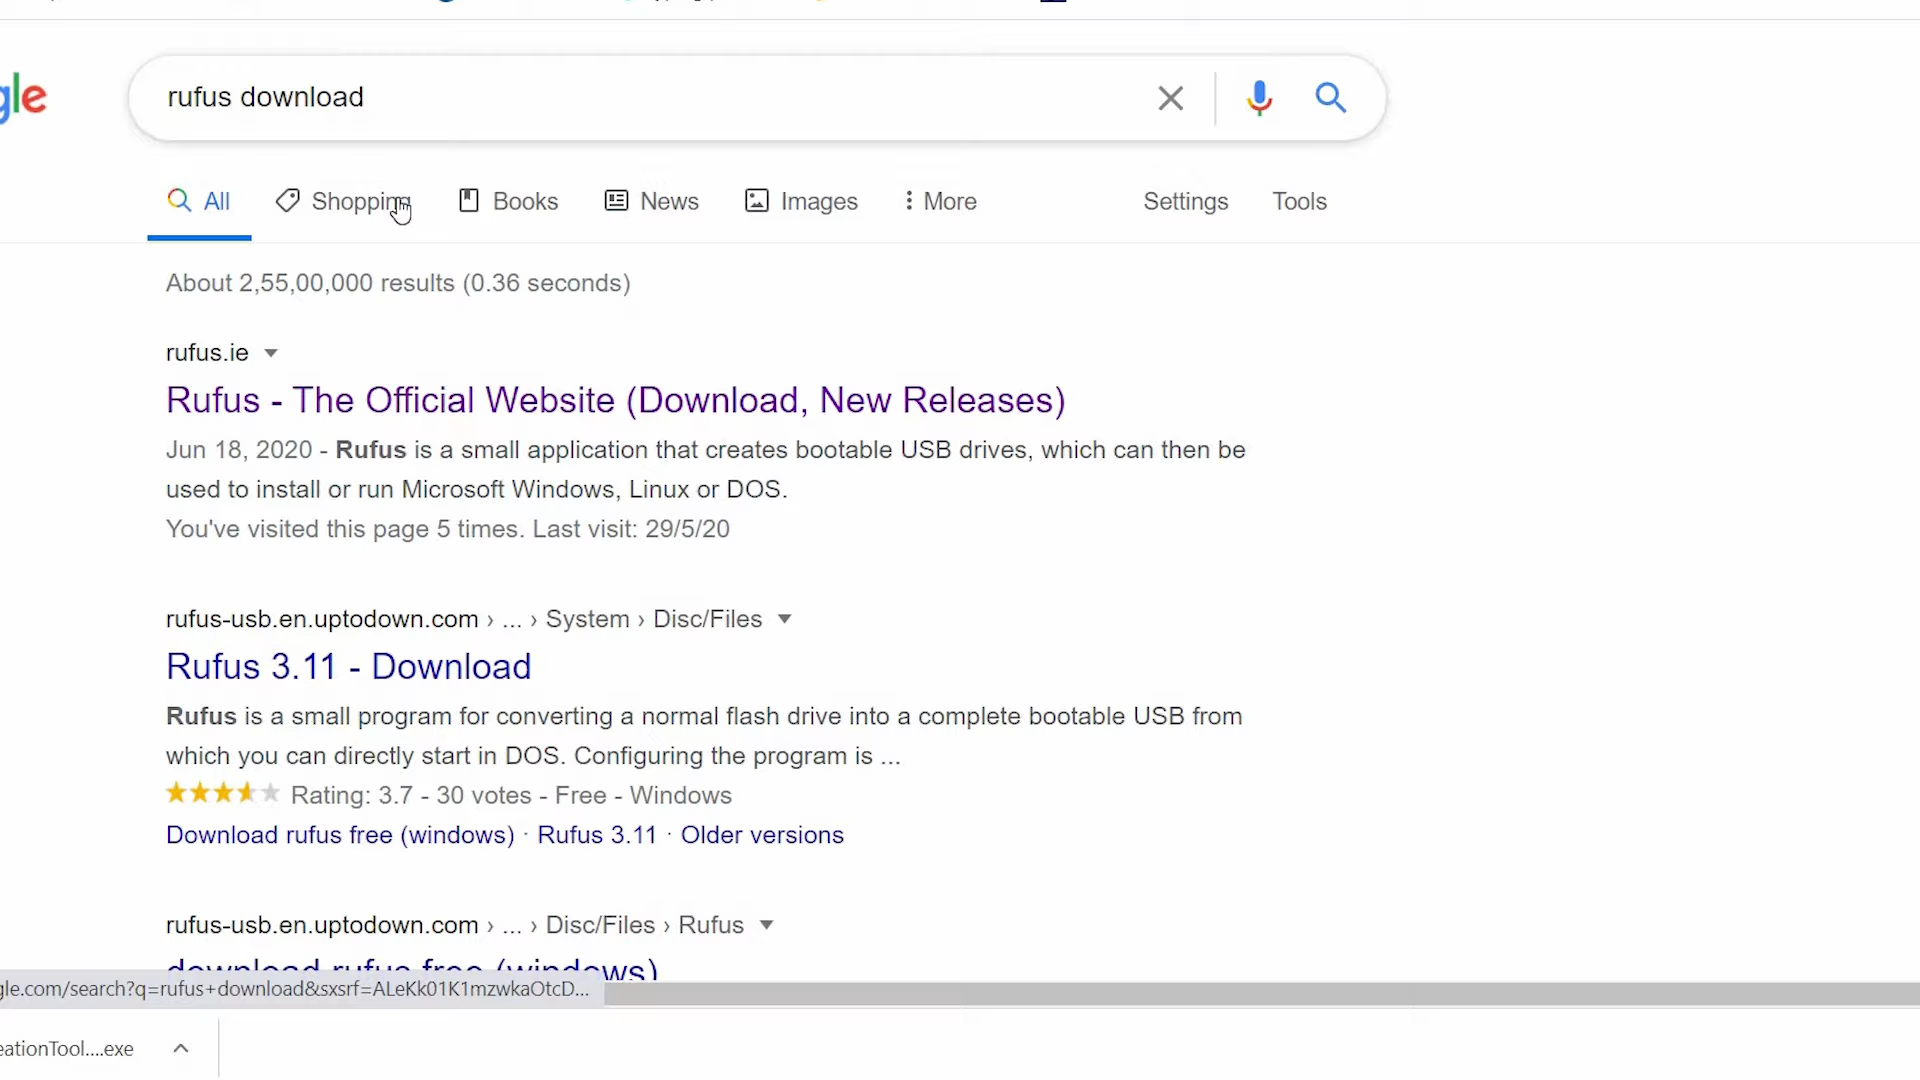 gle
rufus download
All Shopping Books News Images More Settings Tools
About 2,55,00,000 results (0.36 seconds)
rufus.ie
Rufus - The Official Website (Download, New Releases)
Jun 18, 2020 - Rufus is a small application that creates bootable USB drives, which can then be
used to install or run Microsoft Windows, Linux or DOS.
You've visited this page 5 times. Last visit: 29/5/20
rufus-usb.en.uptodown.com › ... › System › Disc/Files
Rufus 3.11 - Download
Rufus is a small program for converting a normal flash drive into a complete bootable USB from
which you can directly start in DOS. Configuring the program is ...
Rating: 3.7 - 30 votes - Free - Windows
Download rufus free (windows) · Rufus 3.11 · Older versions
rufus-usb.en.uptodown.com › ... › Disc/Files › Rufus
download rufus free (windows)
gle.com/search?q=rufus+download&sxsrf=ALeKk01K1mzwkaOtcD...
eationTool....exe